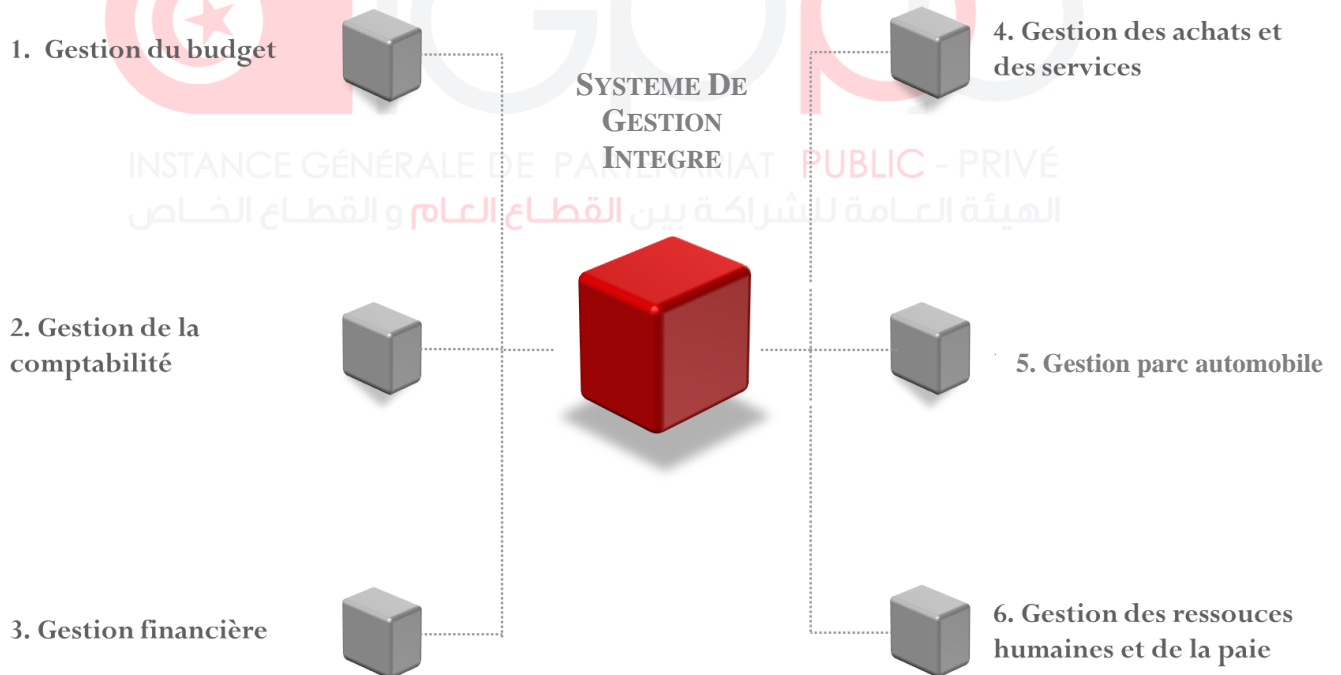 1. Gestion du budget
SYSTEME DE
GESTION
INTEGRE
4. Gestion des achats et
des services
igppp
INSTANCE GÉNÉRALE DE PARTENARIAT PUBLIC - PRIVÉ
الهيئة العامة للشراكة بين القطاع العام و القطاع الخاص
2. Gestion de la
comptabilité
5. Gestion parc automobile
3. Gestion financière
6. Gestion des ressouces
humaines et de la paie